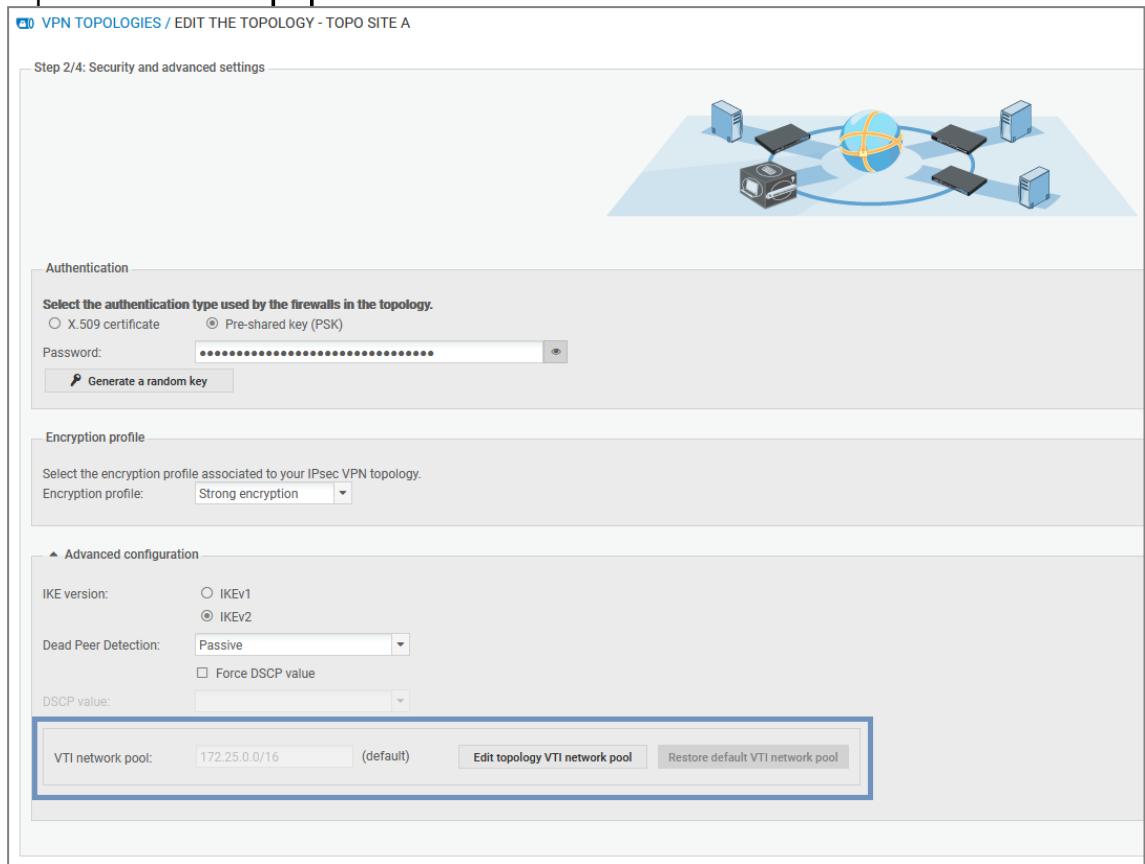 VPN TOPOLOGIES / EDIT THE TOPOLOGY - TOPO SITE A
Step 2/4: Security and advanced settings
Authentication
Select the authentication type used by the firewalls in the topology.
X.509 certificate Pre-shared key (PSK)
Password: ••••••••••••••••••••••••••••••••
Generate a random key
Encryption profile
Select the encryption profile associated to your IPsec VPN topology.
Encryption profile: Strong encryption
Advanced configuration
IKE version: IKEv1
IKEv2
Dead Peer Detection: Passive
Force DSCP value
DSCP value:
VTI network pool: 172.25.0.0/16 (default) Edit topology VTI network pool Restore default VTI network pool